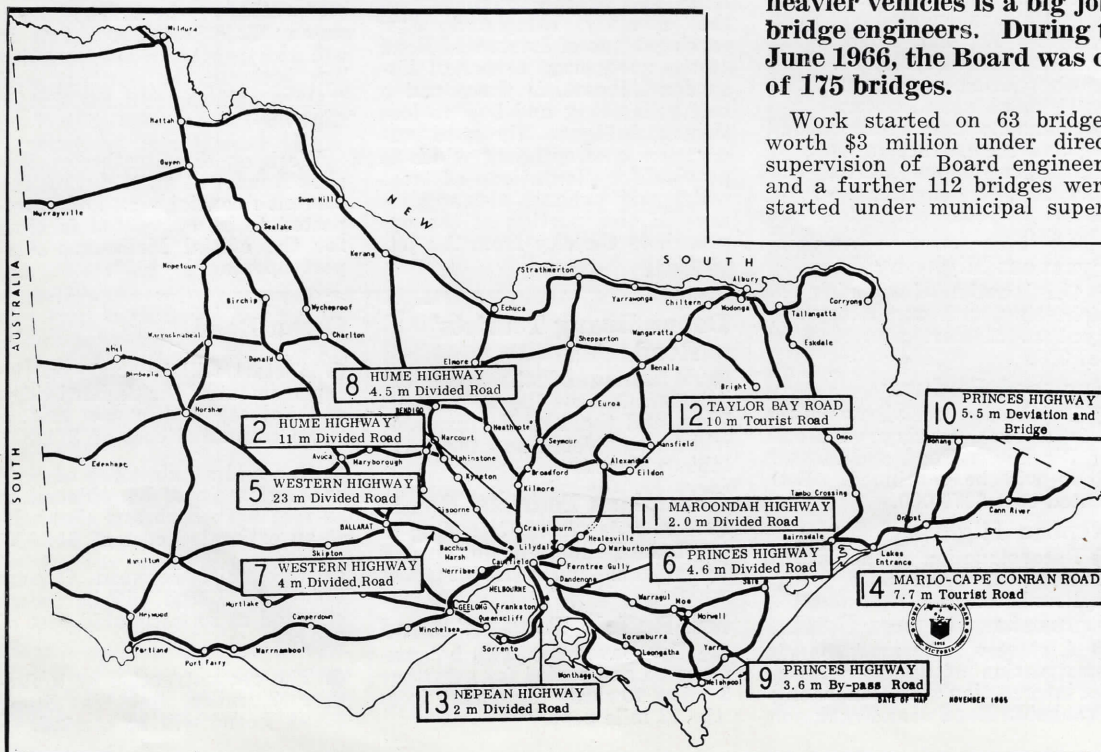 heavier vehicles is a big
bridge engineers. During
June 1966, the Board was
of 175 bridges.
Work started on 63
worth $3 million under
supervision of Board
and a further 112 bridges
started under municipal
Mildura
Hattah
Ouyen
Murrayville
Sealake
Swan Hill
NEW
SOUTH
Hopetoun
Kerang
Strathmerton
Albury
Yarrawonga
Chiltern
Wodonga
Corryong
Tallangatta
Birchip
Wycheproof
Echuca
Wangaratta
Eskdale
SOUTH AUSTRALIA
Warracknabeal
Charlton
Shepparton
Nhil
Donald
Elmore
Benalla
Dimboola
Bright
8 HUME HIGHWAY
4.5 m Divided Road
Euroa
12 TAYLOR BAY ROAD
10 m Tourist Road
10 PRINCES HIGHWAY
5.5 m Deviation and
Bridge
Horsham
BENDIGO
Heathcote
2 HUME HIGHWAY
11 m Divided Road
Harcourt
Seymour
Mansfield
Omeo
Bonang
Edenhope
Avoca
Maryborough
Elphinstone
Alexandra
Eildon
Kyneton
Broadford
5 WESTERN HIGHWAY
23 m Divided Road
Kilmore
Tambo Crossing
Cann River
Gisborne
11 MAROONDAH HIGHWAY
2.0 m Divided Road
BALLARAT
Craigieburn
Healesville
Orbost
Skipton
Bacchus
Marsh
Lilydale
Warburton
Bairnsdale
Lakes
Entrance
Hamilton
7 WESTERN HIGHWAY
4 m Divided Road
Werribee
Caulfield
Ferntree Gully
6 PRINCES HIGHWAY
4.6 m Divided Road
Dandenong
Sale
MELBOURNE
14 MARLO-CAPE CONRAN ROAD
7.7 m Tourist Road
Mortlake
GEELONG
Frankston
Warragul
Moe
Morwell
Heywood
Camperdown
Queenscliff
Winchelsea
Sorrento
Korumburra
Yarram
Portland
Port Fairy
Warrnambool
Leongatha
VICTORIA
Wonthaggi
Welshpool
9 PRINCES HIGHWAY
3.6 m By-pass Road
13 NEPEAN HIGHWAY
2 m Divided Road
DATE OF MAP NOVEMBER 1965